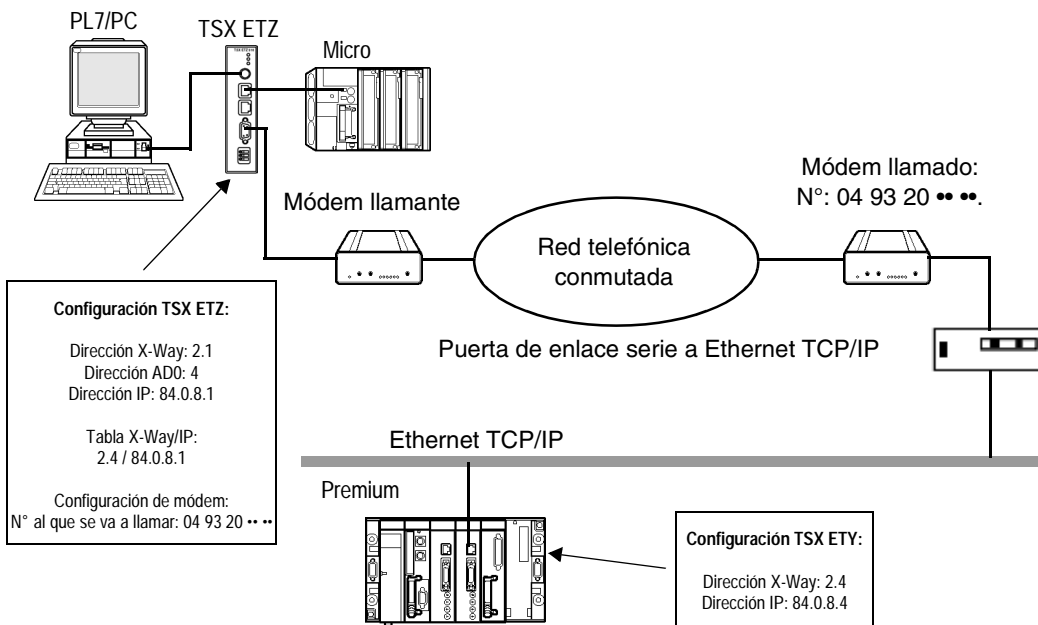 PL7/PC
TSX ETZ
Micro
Módem llamante
Red telefónica
conmutada
Módem llamado:
N°: 04 93 20 •• ••.
Configuración TSX ETZ:
Dirección X-Way: 2.1
Dirección AD0: 4
Dirección IP: 84.0.8.1
Tabla X-Way/IP:
2.4 / 84.0.8.1
Configuración de módem:
N° al que se va a llamar: 04 93 20 •• ••
Puerta de enlace serie a Ethernet TCP/IP
Ethernet TCP/IP
Premium
Configuración TSX ETY:
Dirección X-Way: 2.4
Dirección IP: 84.0.8.4